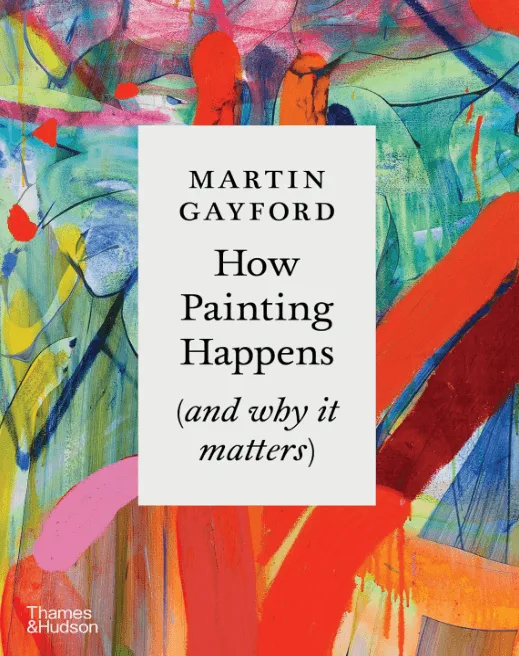 MARTIN
GAYFORD
How
Painting
Happens
(and why it
matters)
Thames
&Hudson